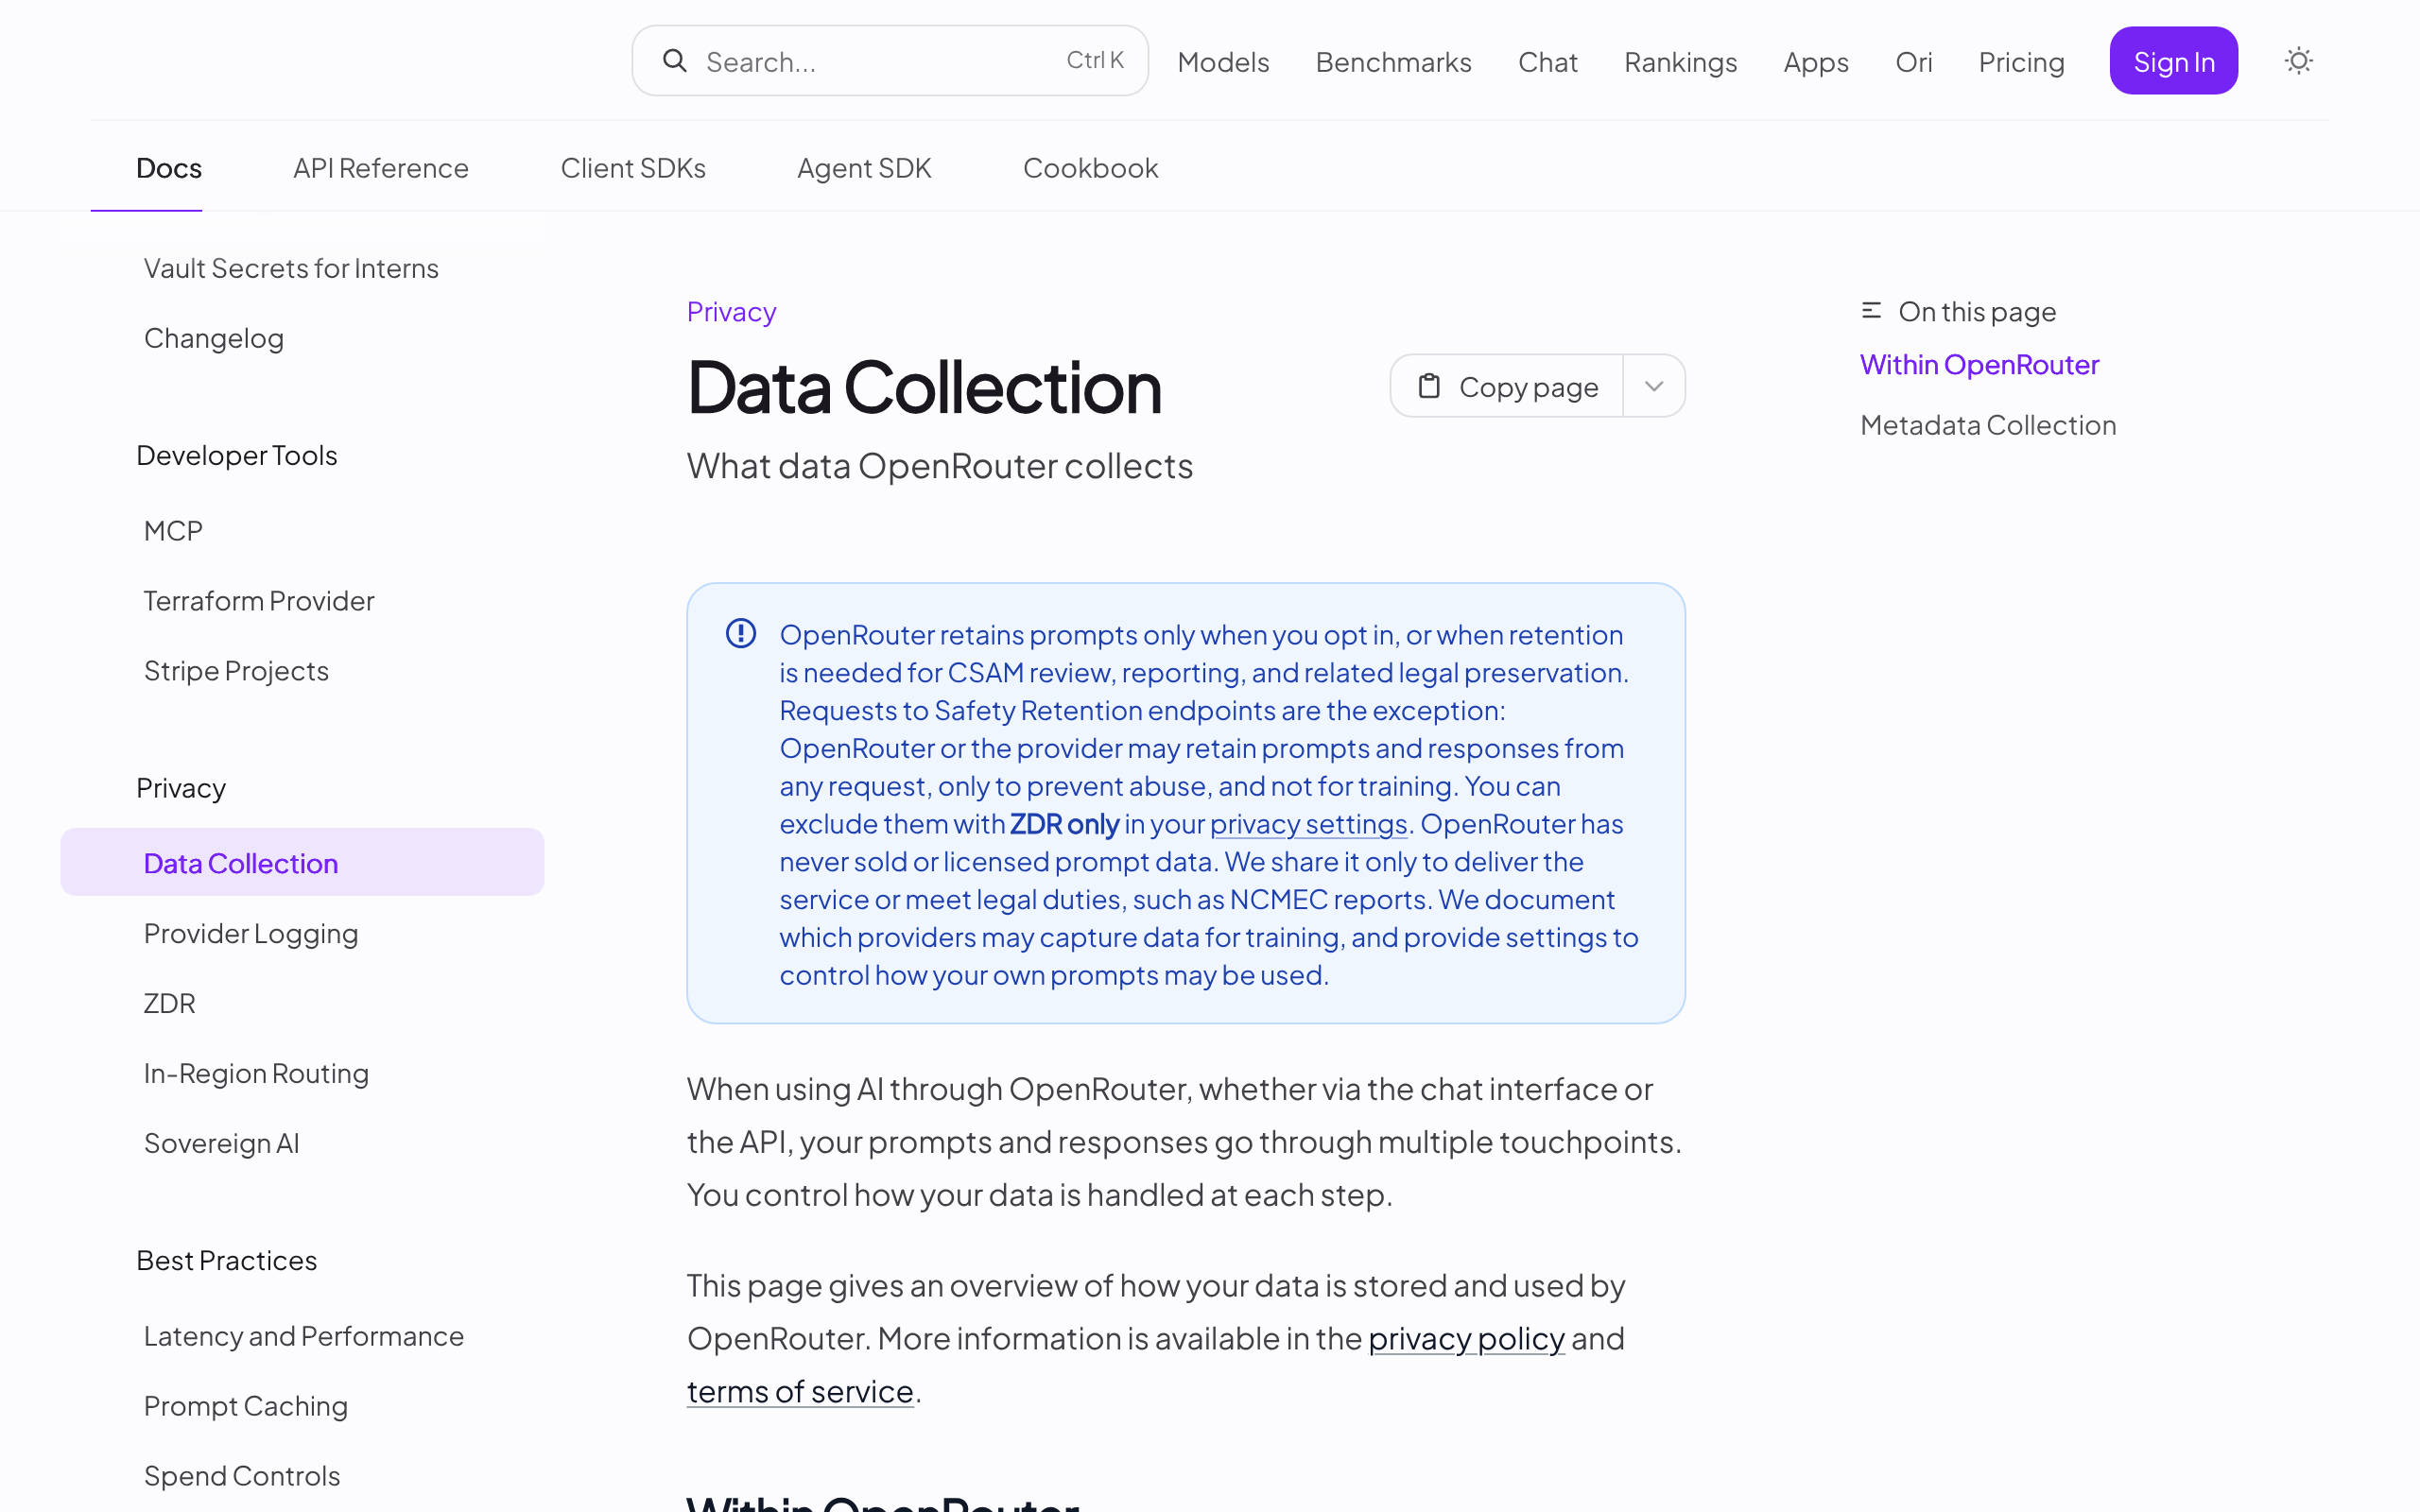 Search...
Ctrl K
Models
Benchmarks
Chat
Rankings
Apps
Ori
Pricing
Sign In
Docs
API Reference
Client SDKs
Agent SDK
Cookbook
Vault Secrets for Interns
Changelog
Developer Tools
MCP
Terraform Provider
Stripe Projects
Privacy
Data Collection
Provider Logging
ZDR
In-Region Routing
Sovereign AI
Best Practices
Latency and Performance
Prompt Caching
Spend Controls
Privacy
Data Collection
Copy page
What data OpenRouter collects
OpenRouter retains prompts only when you opt in, or when retention
is needed for CSAM review, reporting, and related legal preservation.
Requests to Safety Retention endpoints are the exception:
OpenRouter or the provider may retain prompts and responses from
any request, only to prevent abuse, and not for training. You can
exclude them with ZDR only in your privacy settings. OpenRouter has
never sold or licensed prompt data. We share it only to deliver the
service or meet legal duties, such as NCMEC reports. We document
which providers may capture data for training, and provide settings to
control how your own prompts may be used.
When using AI through OpenRouter, whether via the chat interface or
the API, your prompts and responses go through multiple touchpoints.
You control how your data is handled at each step.
This page gives an overview of how your data is stored and used by
OpenRouter. More information is available in the privacy policy and
terms of service.
Within OpenRouter
On this page
Within OpenRouter
Metadata Collection